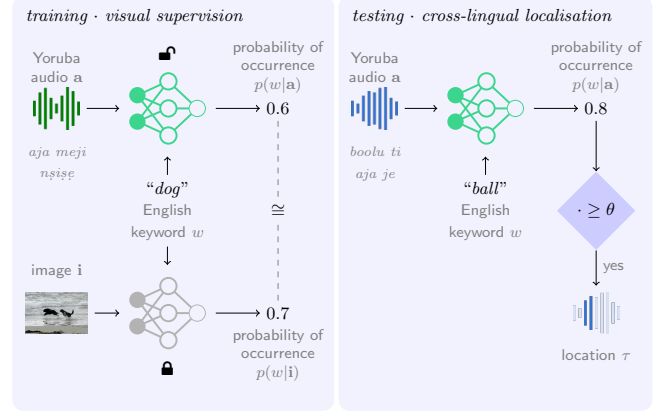 training · visual supervision
Yoruba
audio a
probability of
occurrence
p(w|a)
0.6
aja meji
nṣiṣẹ
“dog”
English
keyword w
≅
image i
0.7
probability of
occurrence
p(w|i)
testing · cross-lingual localisation
Yoruba
audio a
probability of
occurrence
p(w|a)
0.8
boolu ti
aja je
“ball”
English
keyword w
· ≥ θ
yes
location τ